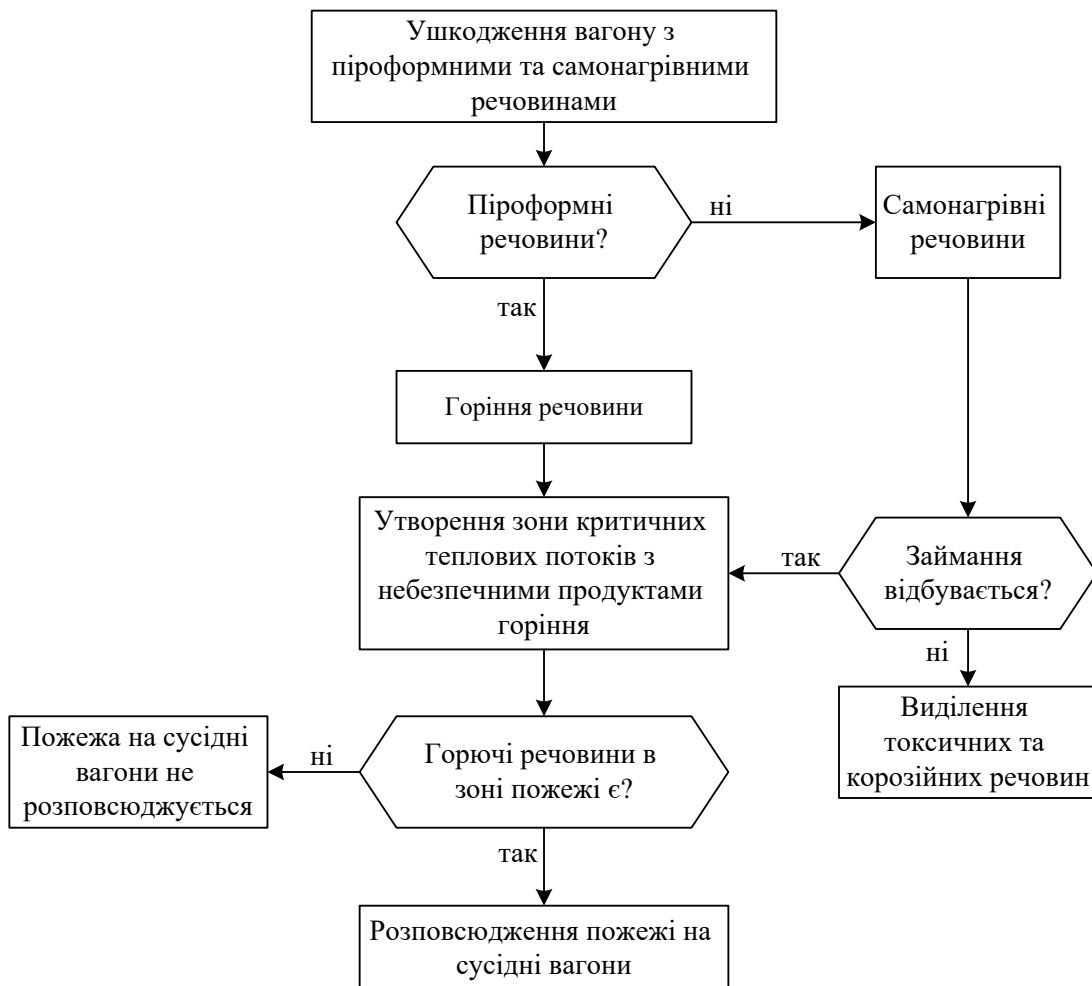 Ушкодження вагону з
піроформними та самонагрівними
речовинами
Піроформні
речовини?
ні
Самонагрівні
речовини
так
Горіння речовини
Утворення зони критичних
теплових потоків з
небезпечними продуктами
горіння
так
Займання
відбувається?
ні
Виділення
токсичних та
корозійних речовин
Пожежа на сусідні
вагони не
розповсюджується
ні
Горючі речовини в
зоні пожежі є?
так
Розповсюдження пожежі на
сусідні вагони